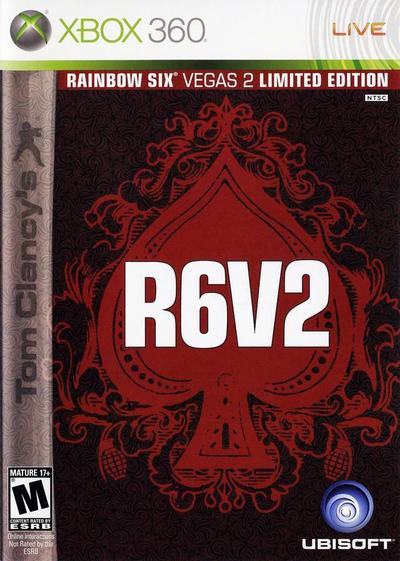 XBOX 360
LIVE
RAINBOW SIX® VEGAS 2 LIMITED EDITION
NTSC
Tom Clancy's
R6V2
MATURE 17+
M
CONTENT RATED BY
ESRB
Online Interactions
Not Rated by the
ESRB
UBISOFT